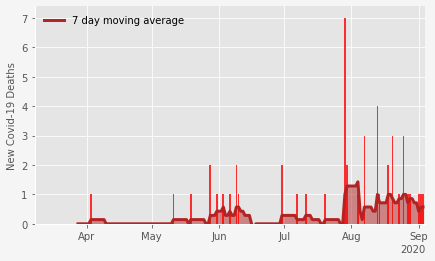 7 day moving average
New Covid-19 Deaths
7
6
5
4
3
2
1
0
Apr
May
Jun
Jul
Aug
Sep
2020